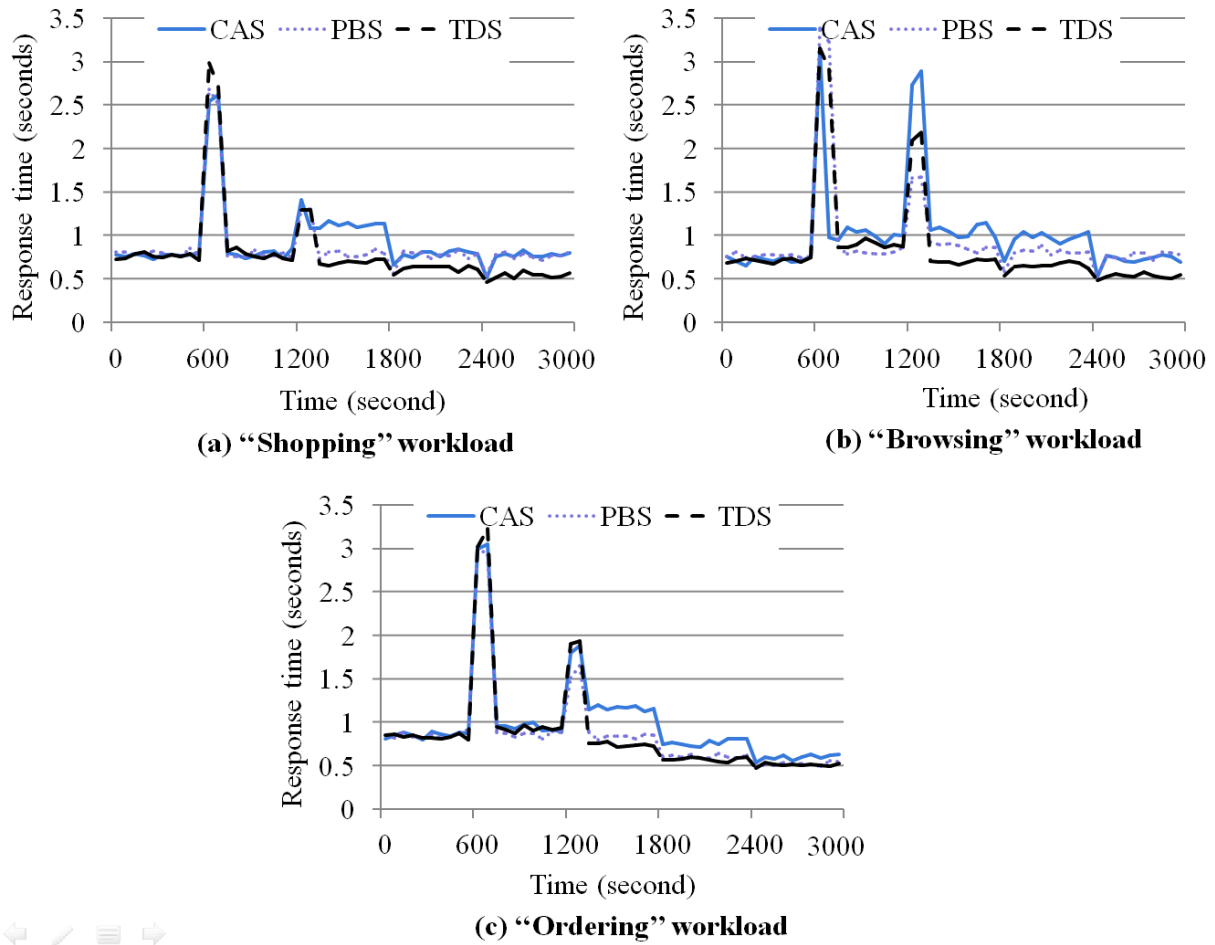 CAS PBS TDS
Response time (seconds)
3.5
3
2.5
2
1.5
1
0.5
0
0 600 1200 1800 2400 3000
Time (second)
(a) “Shopping” workload
CAS PBS TDS
Response time (seconds)
3.5
3
2.5
2
1.5
1
0.5
0
0 600 1200 1800 2400 3000
Time (second)
(b) “Browsing” workload
CAS PBS TDS
Response time (seconds)
3.5
3
2.5
2
1.5
1
0.5
0
0 600 1200 1800 2400 3000
Time (second)
(c) “Ordering” workload